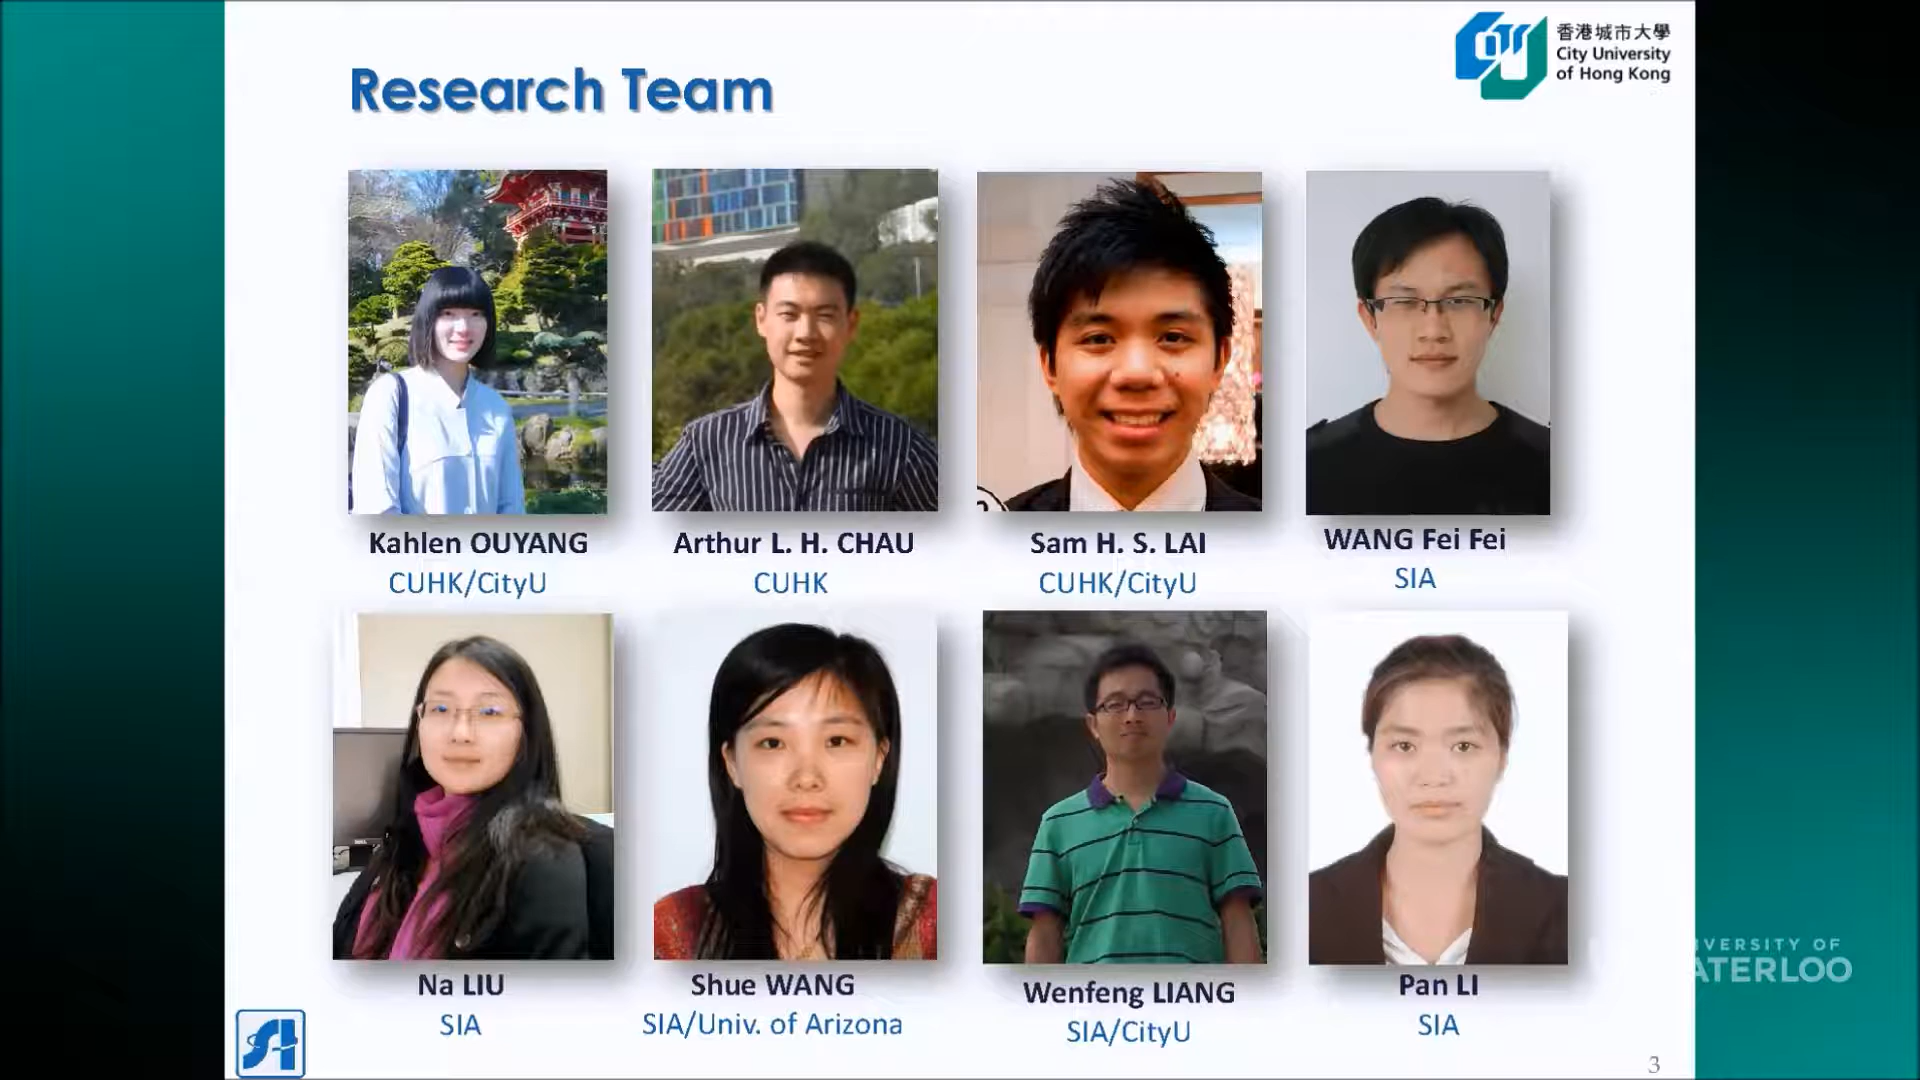 香港城市大學
City University
of Hong Kong
Research Team
Kahlen OUYANG
CUHK/CityU
Arthur L. H. CHAU
CUHK
Sam H. S. LAI
CUHK/CityU
WANG Fei Fei
SIA
Na LIU
SIA
Shue WANG
SIA/Univ. of Arizona
Wenfeng LIANG
SIA/CityU
Pan LI
SIA
IVERSITY OF
ATERLOO
3